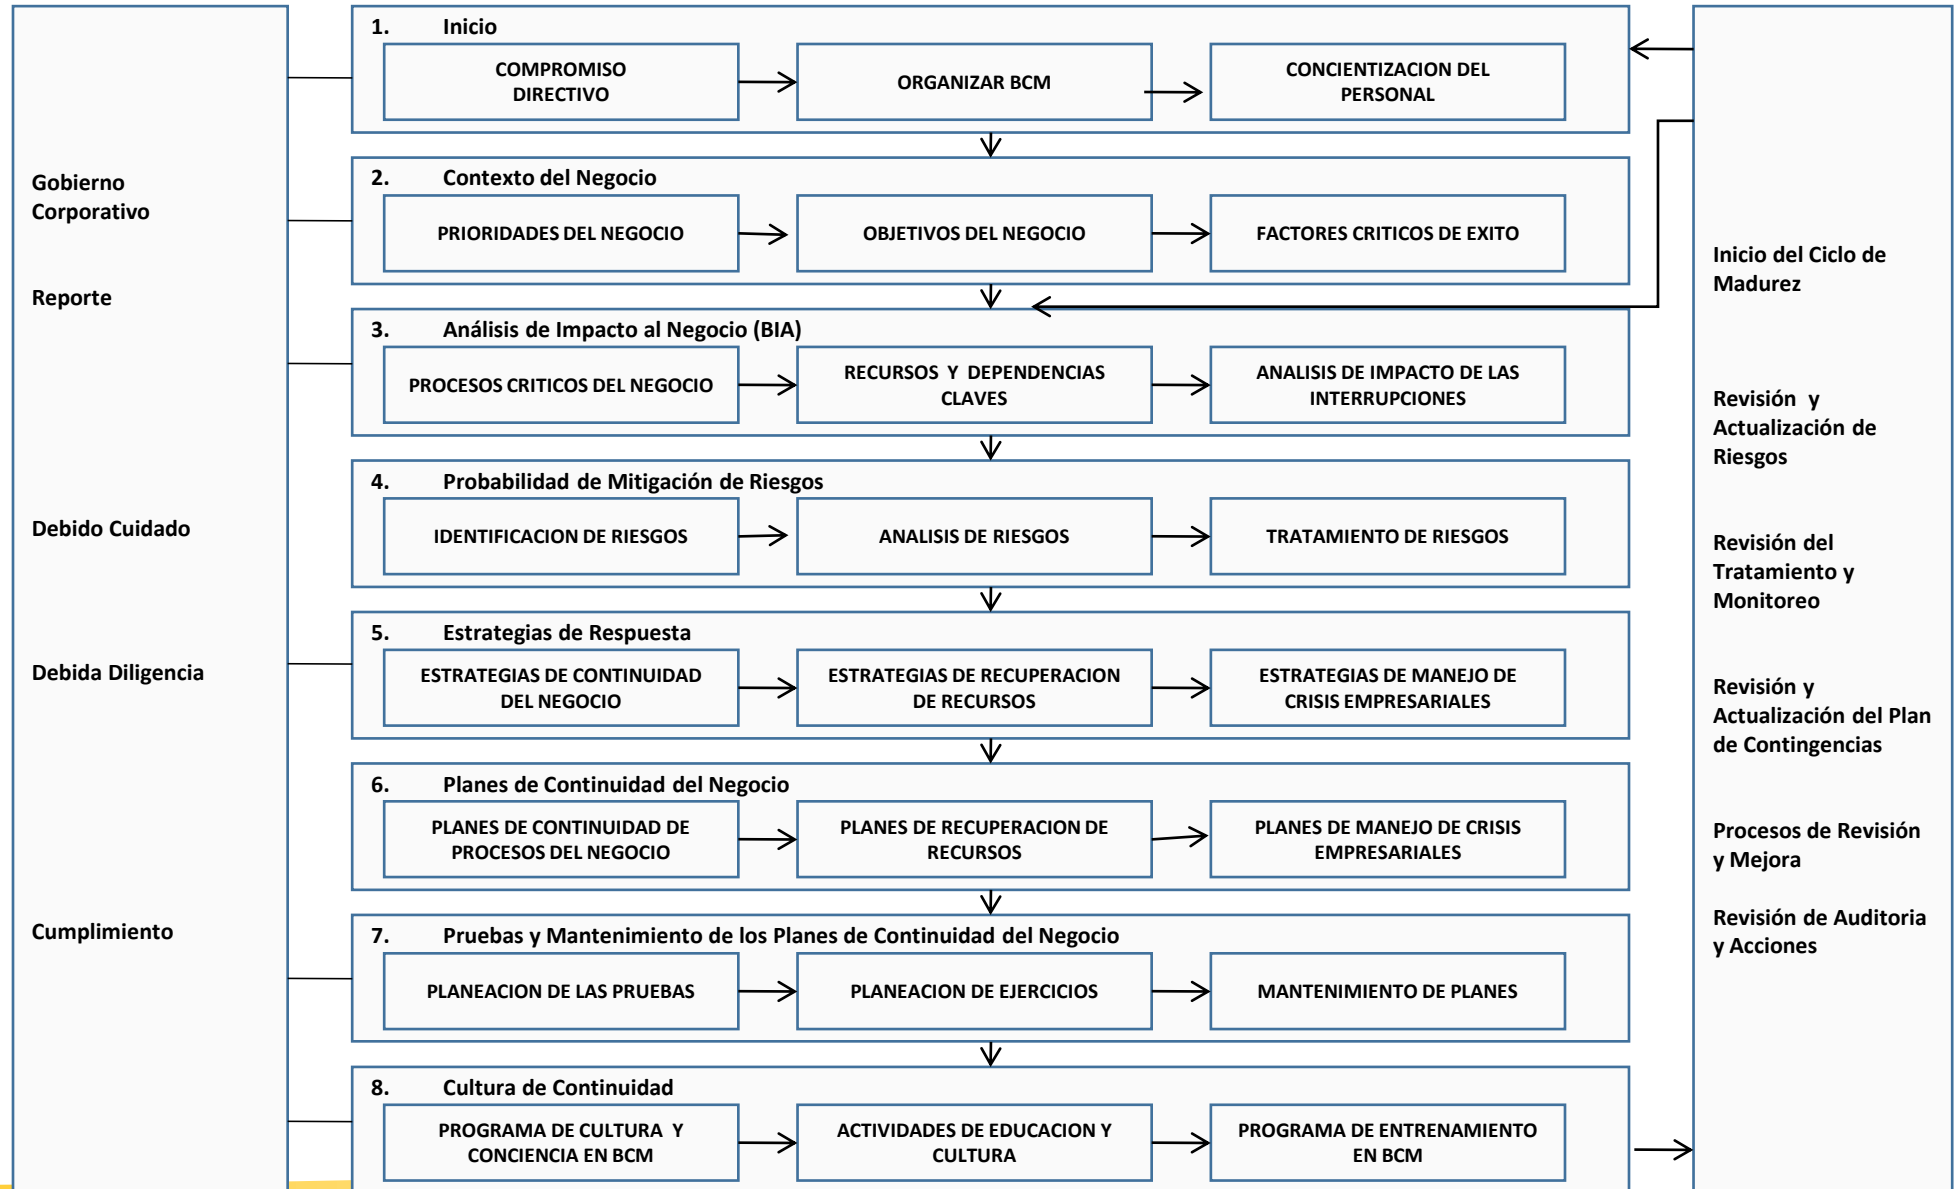 Gobierno
Corporativo
Reporte
Debido Cuidado
Debida Diligencia
Cumplimiento
1. Inicio
COMPROMISO
DIRECTIVO
ORGANIZAR BCM
CONCIENTIZACION DEL
PERSONAL
2. Contexto del Negocio
PRIORIDADES DEL NEGOCIO
OBJETIVOS DEL NEGOCIO
FACTORES CRITICOS DE EXITO
3. Análisis de Impacto al Negocio (BIA)
PROCESOS CRITICOS DEL NEGOCIO
RECURSOS Y DEPENDENCIAS
CLAVES
ANALISIS DE IMPACTO DE LAS
INTERRUPCIONES
4. Probabilidad de Mitigación de Riesgos
IDENTIFICACION DE RIESGOS
ANALISIS DE RIESGOS
TRATAMIENTO DE RIESGOS
5. Estrategias de Respuesta
ESTRATEGIAS DE CONTINUIDAD
DEL NEGOCIO
ESTRATEGIAS DE RECUPERACION
DE RECURSOS
ESTRATEGIAS DE MANEJO DE
CRISIS EMPRESARIALES
6. Planes de Continuidad del Negocio
PLANES DE CONTINUIDAD DE
PROCESOS DEL NEGOCIO
PLANES DE RECUPERACION DE
RECURSOS
PLANES DE MANEJO DE CRISIS
EMPRESARIALES
7. Pruebas y Mantenimiento de los Planes de Continuidad del Negocio
PLANEACION DE LAS PRUEBAS
PLANEACION DE EJERCICIOS
MANTENIMIENTO DE PLANES
8. Cultura de Continuidad
PROGRAMA DE CULTURA Y
CONCIENCIA EN BCM
ACTIVIDADES DE EDUCACION Y
CULTURA
PROGRAMA DE ENTRENAMIENTO
EN BCM
Inicio del Ciclo de
Madurez
Revisión y
Actualización de
Riesgos
Revisión del
Tratamiento y
Monitoreo
Revisión y
Actualización del Plan
de Contingencias
Procesos de Revisión
y Mejora
Revisión de Auditoria
y Acciones